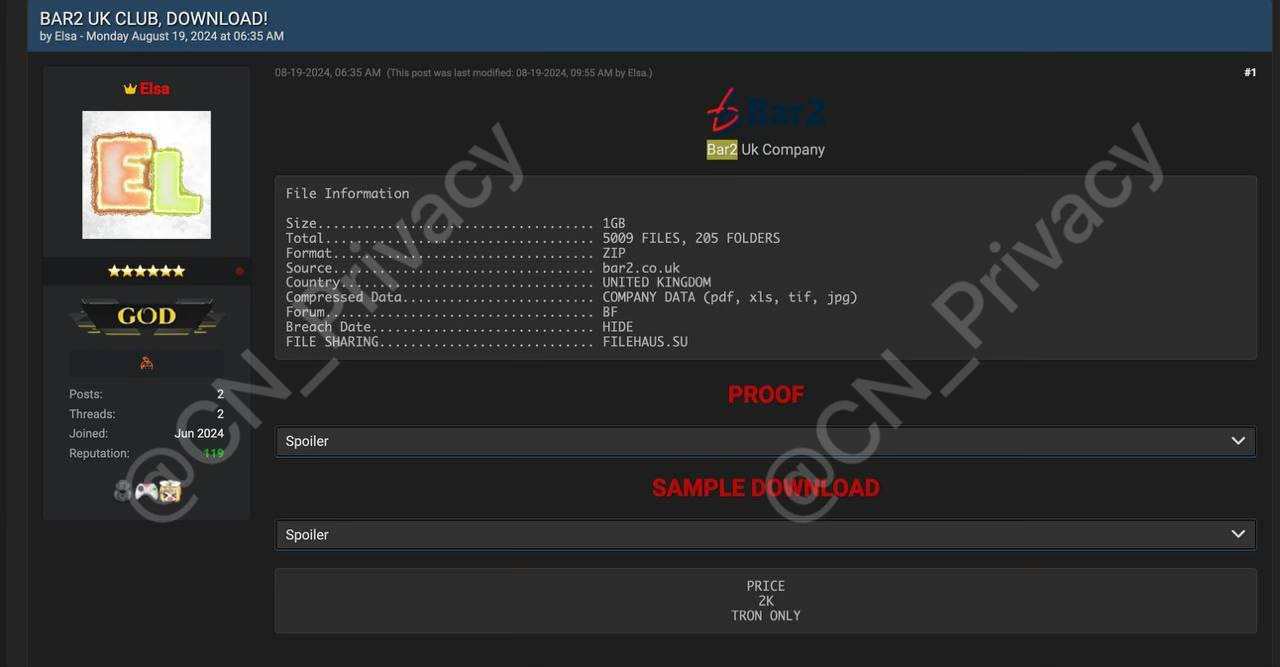 BAR2 UK CLUB, DOWNLOAD!
by Elsa - Monday August 19, 2024 at 06:35 AM
Elsa
EL
GOD
Posts: 2
Threads: 2
Joined: Jun 2024
Reputation: 119
08-19-2024, 06:35 AM (This post was last modified: 08-19-2024, 09:55 AM by Elsa.)
#1
Bar2
Bar2 Uk Company
File Information
Size.................................... 1GB
Total................................... 5009 FILES, 205 FOLDERS
Format.................................. ZIP
Source.................................. bar2.co.uk
Country................................. UNITED KINGDOM
Compressed Data......................... COMPANY DATA (pdf, xls, tif, jpg)
Forum................................... BF
Breach Date............................. HIDE
FILE SHARING............................ FILEHAUS.SU
PROOF
Spoiler
SAMPLE DOWNLOAD
Spoiler
PRICE
2K
TRON ONLY
@CN_Privacy
@CN_Privacy